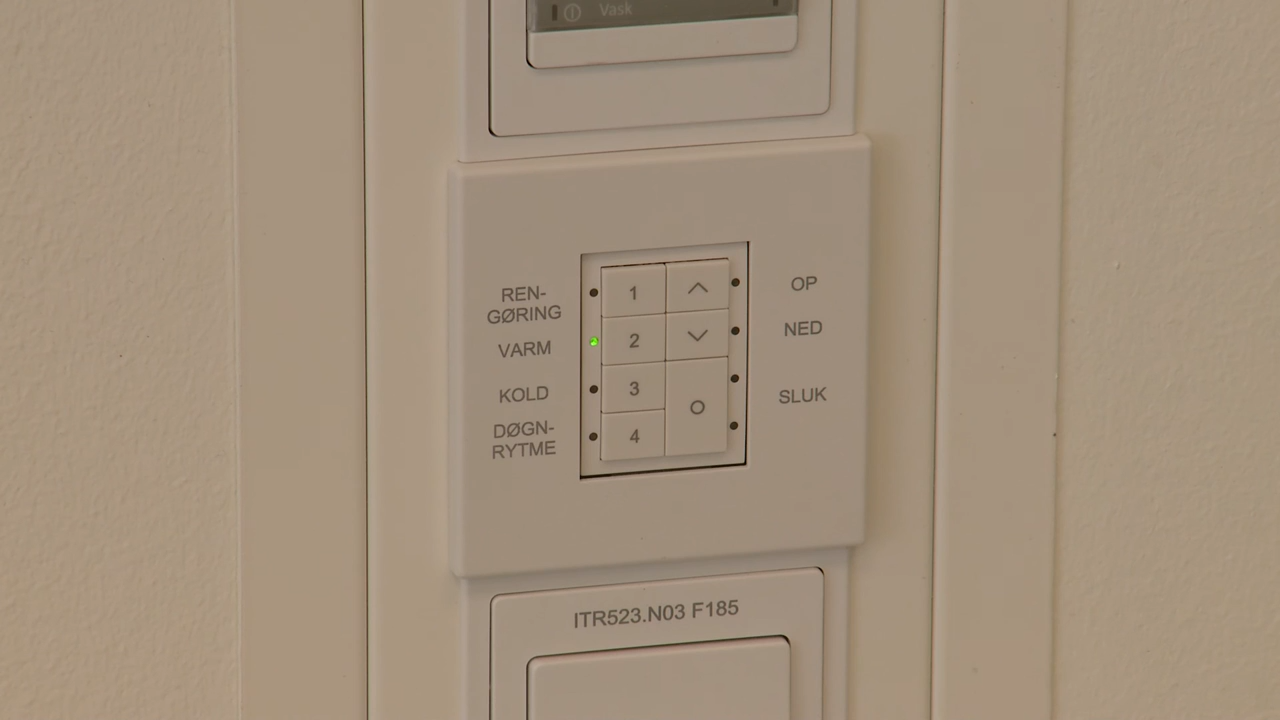 Vask
REN-
GØRING
VARM
KOLD
DØGN-
RYTME
1
2
3
4
OP
NED
SLUK
ITR523.N03 F185